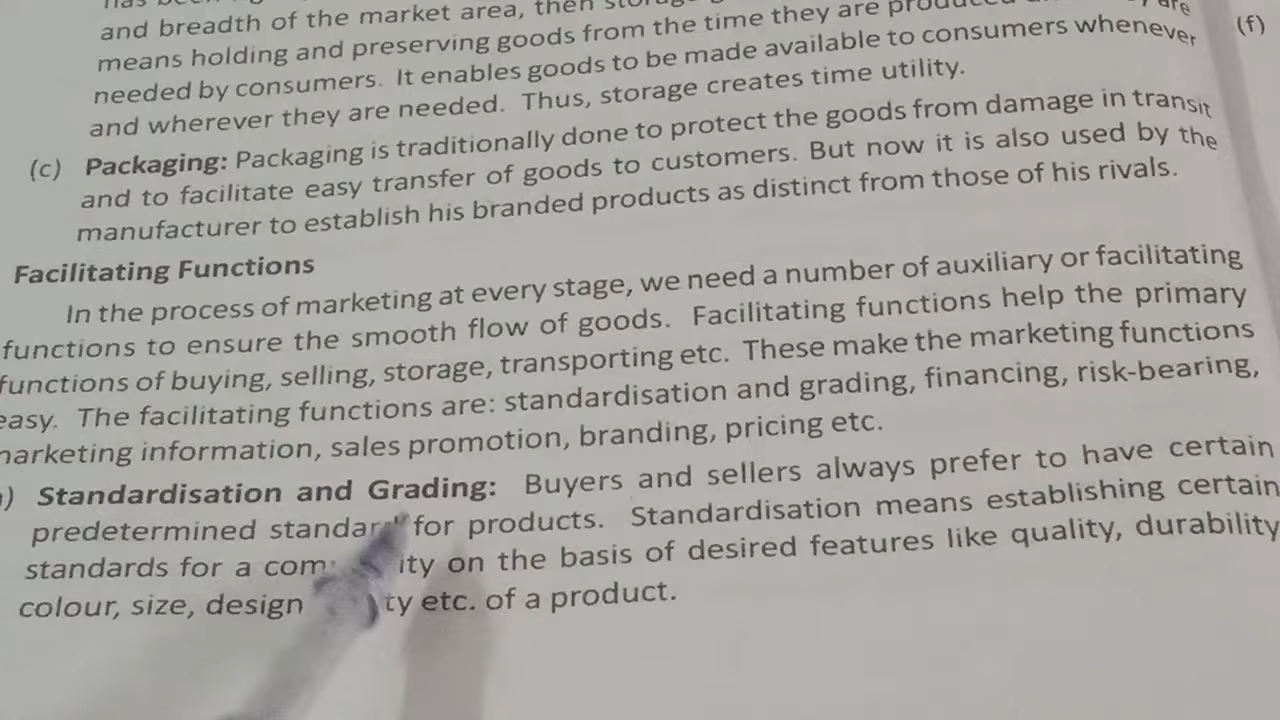 and breadth of the market area, then
means holding and preserving goods from the time they are are
needed by consumers. It enables goods to be made available to consumers whenever
and wherever they are needed. Thus, storage creates time utility.
(c) Packaging: Packaging is traditionally done to protect the goods from damage in transit
and to facilitate easy transfer of goods to customers. But now it is also used by the
manufacturer to establish his branded products as distinct from those of his rivals.
(f)
Facilitating Functions
In the process of marketing at every stage, we need a number of auxiliary or facilitating
functions to ensure the smooth flow of goods. Facilitating functions help the primary
functions of buying, selling, storage, transporting etc. These make the marketing functions
easy. The facilitating functions are: standardisation and grading, financing, risk-bearing,
marketing information, sales promotion, branding, pricing etc.
) Standardisation and Grading: Buyers and sellers always prefer to have certain
predetermined for products. Standardisation means establishing certain
standards for a on the basis of desired features like quality, durability
colour, size, design etc. of a product.